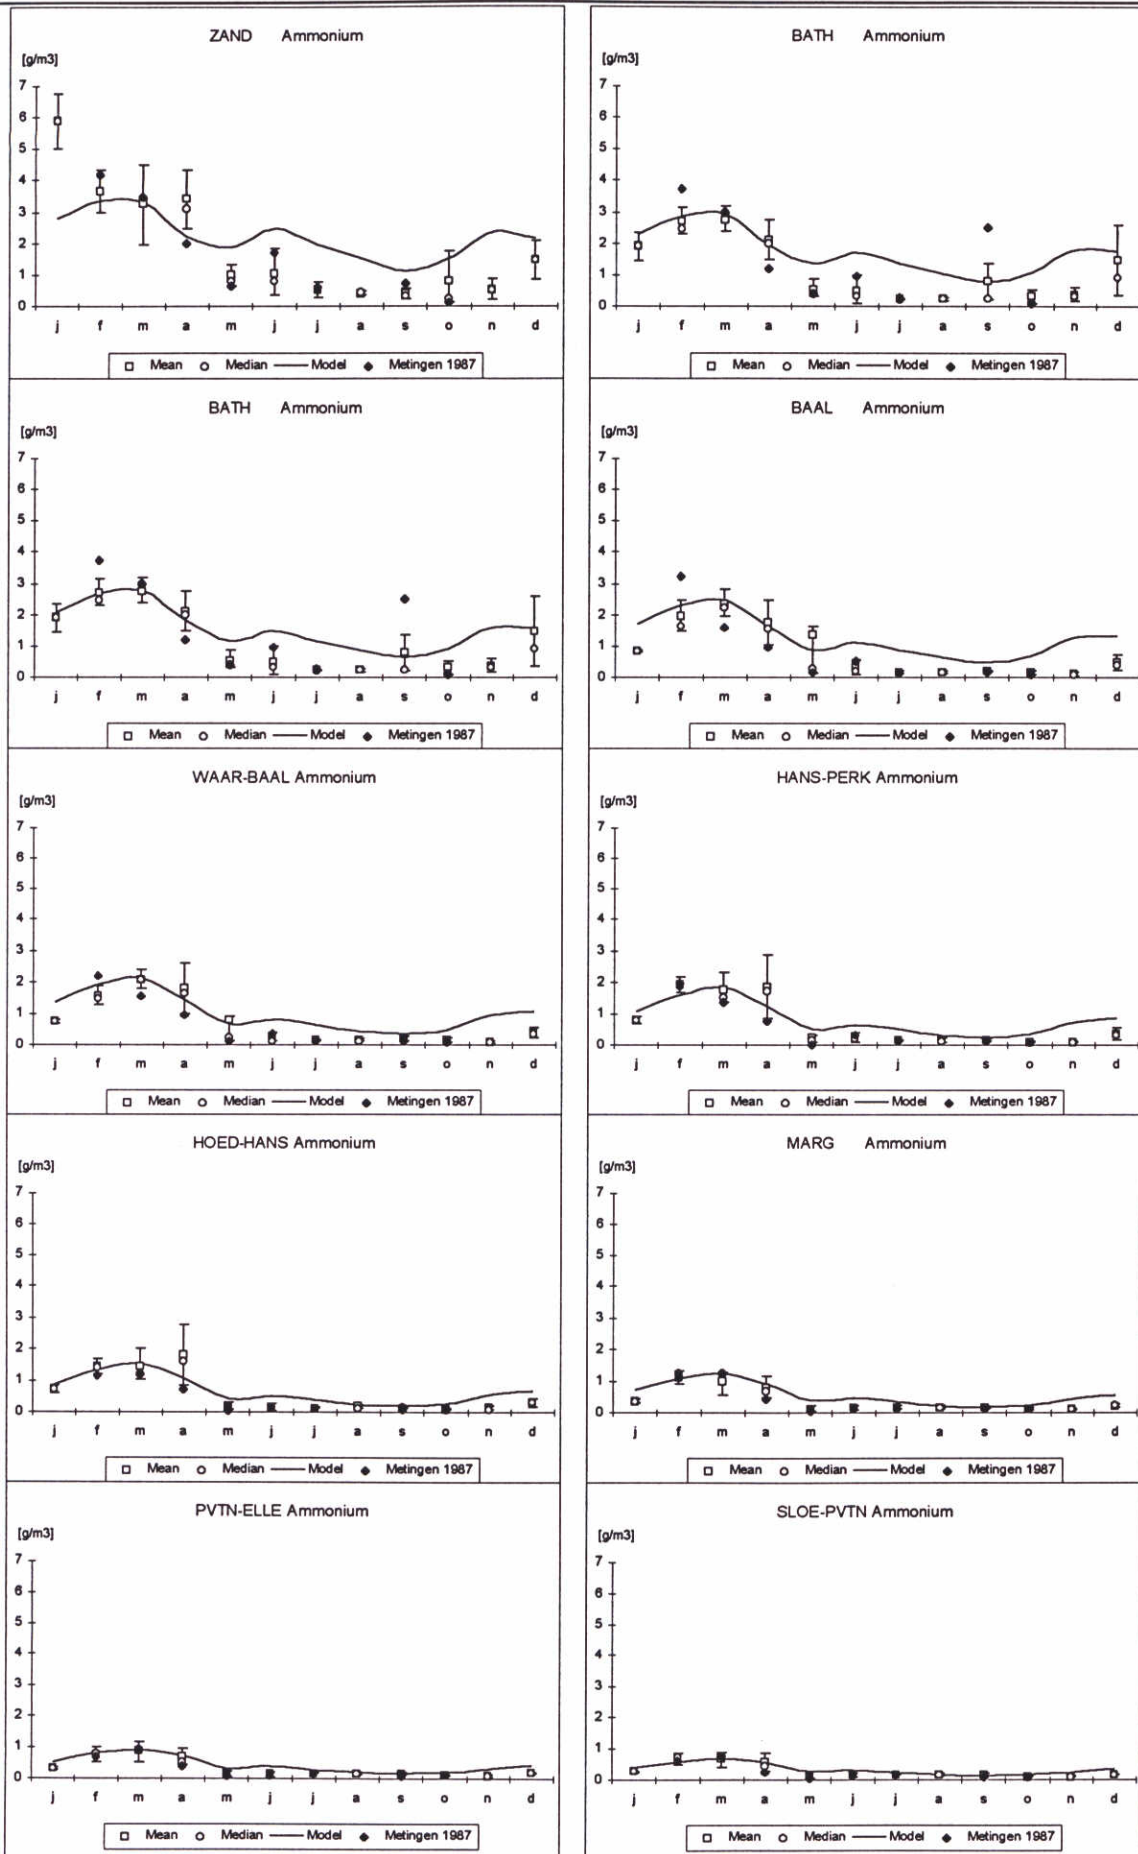 ZAND Ammonium
[g/m3]
7
6
5
4
3
2
1
0
j f m a m j j a s o n d
Mean Median Model Metingen 1987
BATH Ammonium
[g/m3]
7
6
5
4
3
2
1
0
j f m a m j j a s o n d
Mean Median Model Metingen 1987
BATH Ammonium
[g/m3]
7
6
5
4
3
2
1
0
j f m a m j j a s o n d
Mean Median Model Metingen 1987
BAAL Ammonium
[g/m3]
7
6
5
4
3
2
1
0
j f m a m j j a s o n d
Mean Median Model Metingen 1987
WAAR-BAAL Ammonium
[g/m3]
7
6
5
4
3
2
1
0
j f m a m j j a s o n d
Mean Median Model Metingen 1987
HANS-PERK Ammonium
[g/m3]
7
6
5
4
3
2
1
0
j f m a m j j a s o n d
Mean Median Model Metingen 1987
HOED-HANS Ammonium
[g/m3]
7
6
5
4
3
2
1
0
j f m a m j j a s o n d
Mean Median Model Metingen 1987
MARG Ammonium
[g/m3]
7
6
5
4
3
2
1
0
j f m a m j j a s o n d
Mean Median Model Metingen 1987
PVTN-ELLE Ammonium
[g/m3]
7
6
5
4
3
2
1
0
j f m a m j j a s o n d
Mean Median Model Metingen 1987
SLOE-PVTN Ammonium
[g/m3]
7
6
5
4
3
2
1
0
j f m a m j j a s o n d
Mean Median Model Metingen 1987